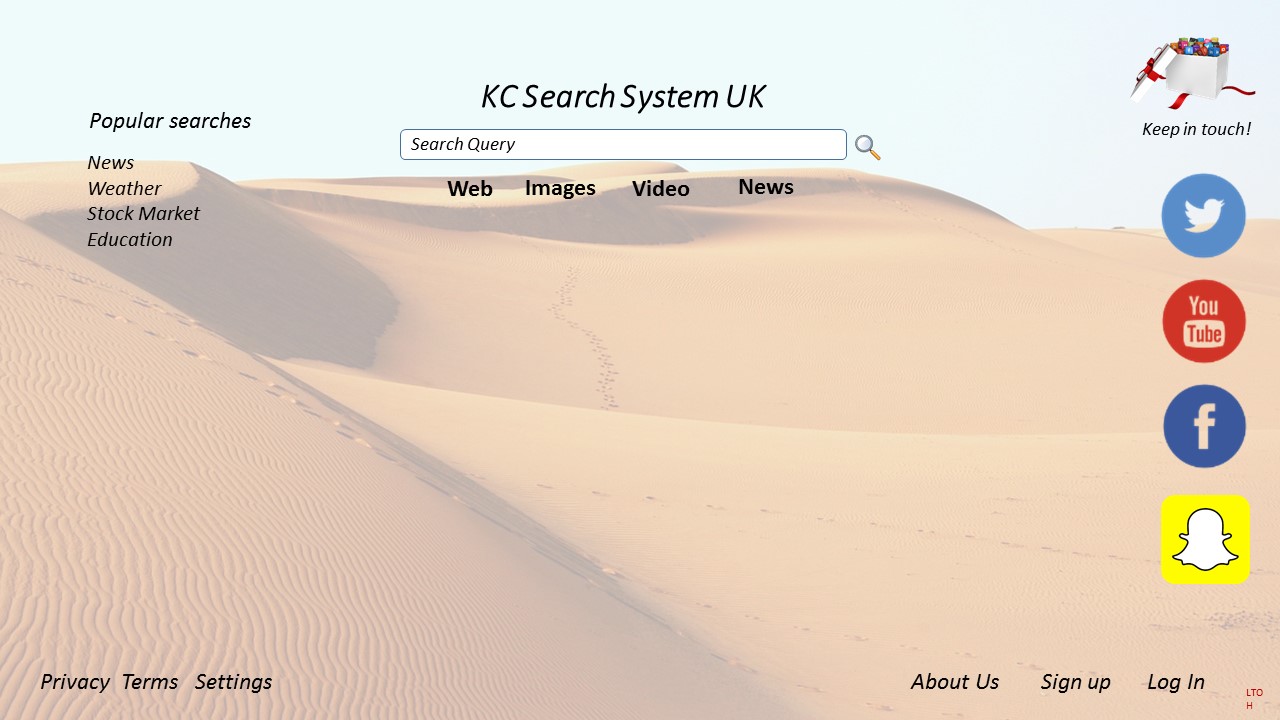 KC Search System UK
Popular searches
News
Weather
Stock Market
Education
Search Query
Web Images Video News
Keep in touch!
You
Tube
f
Privacy Terms Settings
About Us Sign up Log In
LTO
H